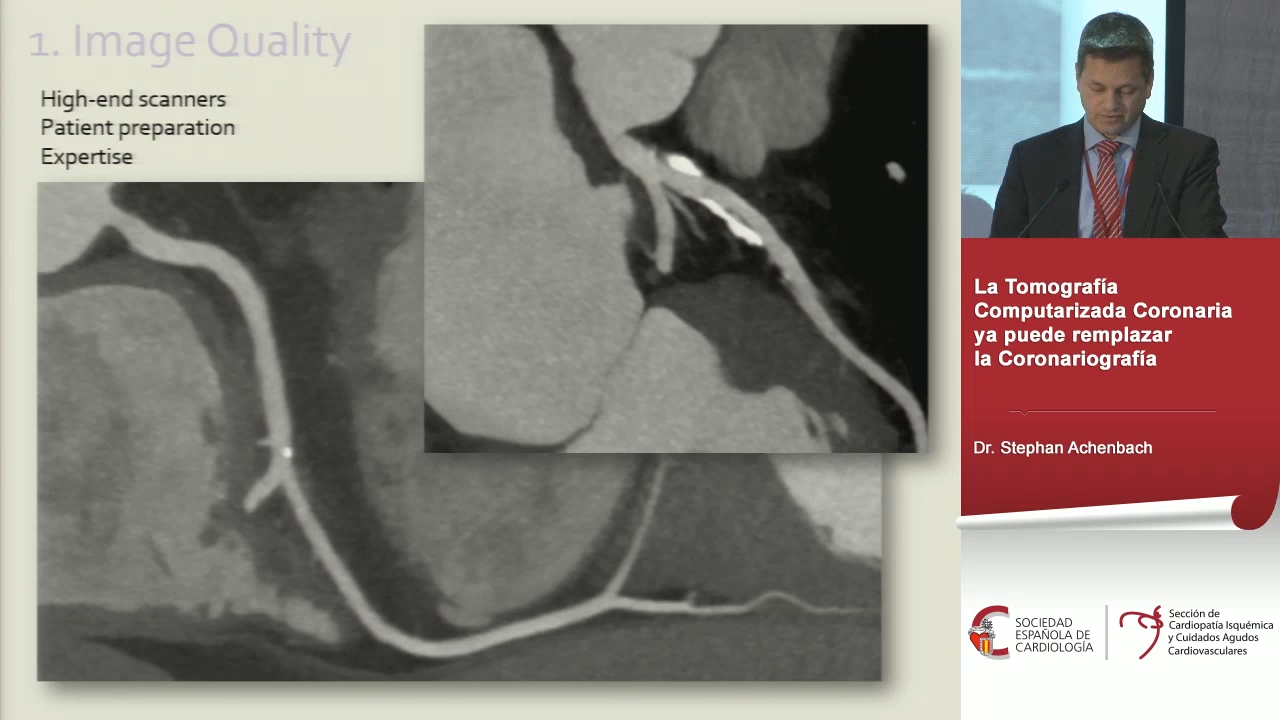 1. Image Quality
High-end scanners
Patient preparation
Expertise
La Tomografía
Computarizada Coronaria
ya puede remplazar
la Coronariografía
Dr. Stephan Achenbach
SOCIEDAD
ESPAÑOLA DE
CARDIOLOGÍA
Sección de
Cardiopatía Isquémica
y Cuidados Agudos
Cardiovasculares